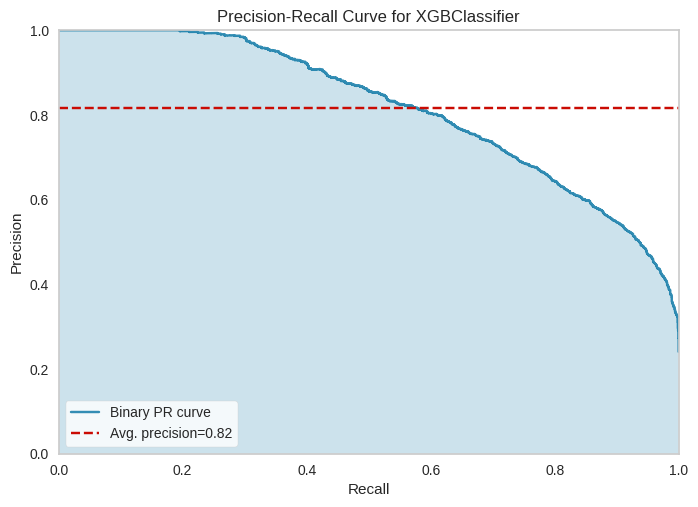 Precision-Recall Curve for XGBClassifier
1.0
0.8
0.6
0.4
0.2
0.0
Precision
Binary PR curve
Avg. precision=0.82
0.0 0.2 0.4 0.6 0.8 1.0
Recall